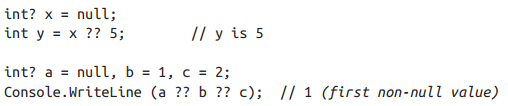 int? x = null;
int y = x ?? 5;        // y is 5

int? a = null, b = 1, c = 2;
Console.WriteLine (a ?? b ?? c);  // 1 (first non-null value)